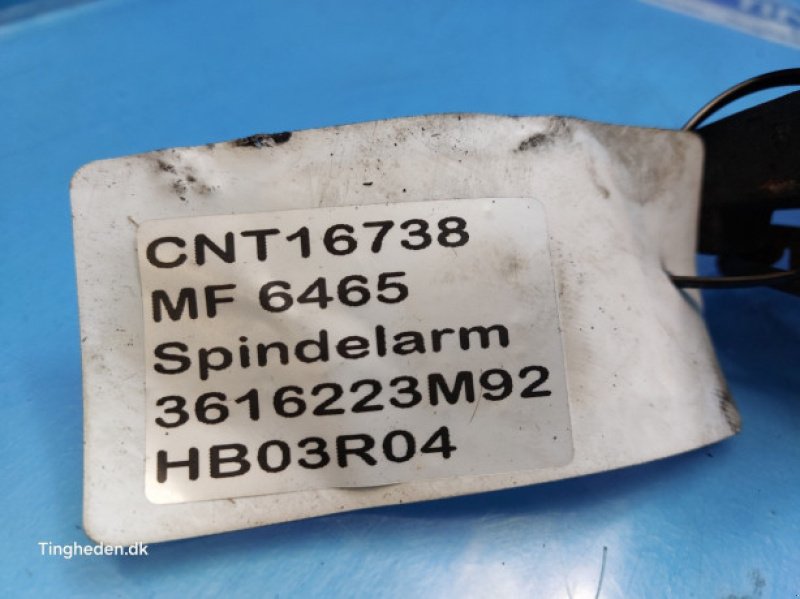 CNT16738
MF 6465
Spindelarm
3616223M92
HB03R04
Tingheden.dk